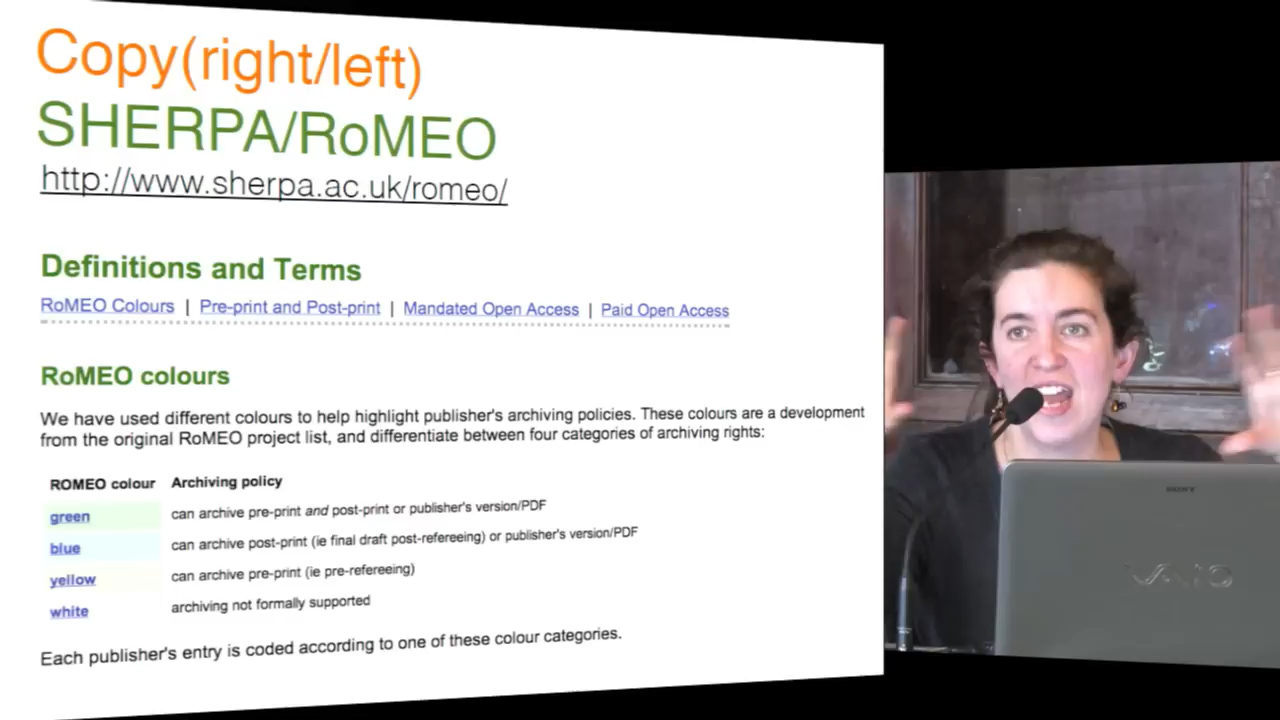 Copy(right/left)
SHERPA/RoMEO
http://www.sherpa.ac.uk/romeo/
Definitions and Terms
RoMEO Colours | Pre-print and Post-print | Mandated Open Access | Paid Open Access
RoMEO colours
We have used different colours to help highlight publisher's archiving policies. These colours are a development
from the original RoMEO project list, and differentiate between four categories of archiving rights:
ROMEO colour Archiving policy
green can archive pre-print and post-print or publisher's version/PDF
blue can archive post-print (ie final draft post-refereeing) or publisher's version/PDF
yellow can archive pre-print (ie pre-refereeing)
white archiving not formally supported
Each publisher's entry is coded according to one of these colour categories.
SONY
VAIO